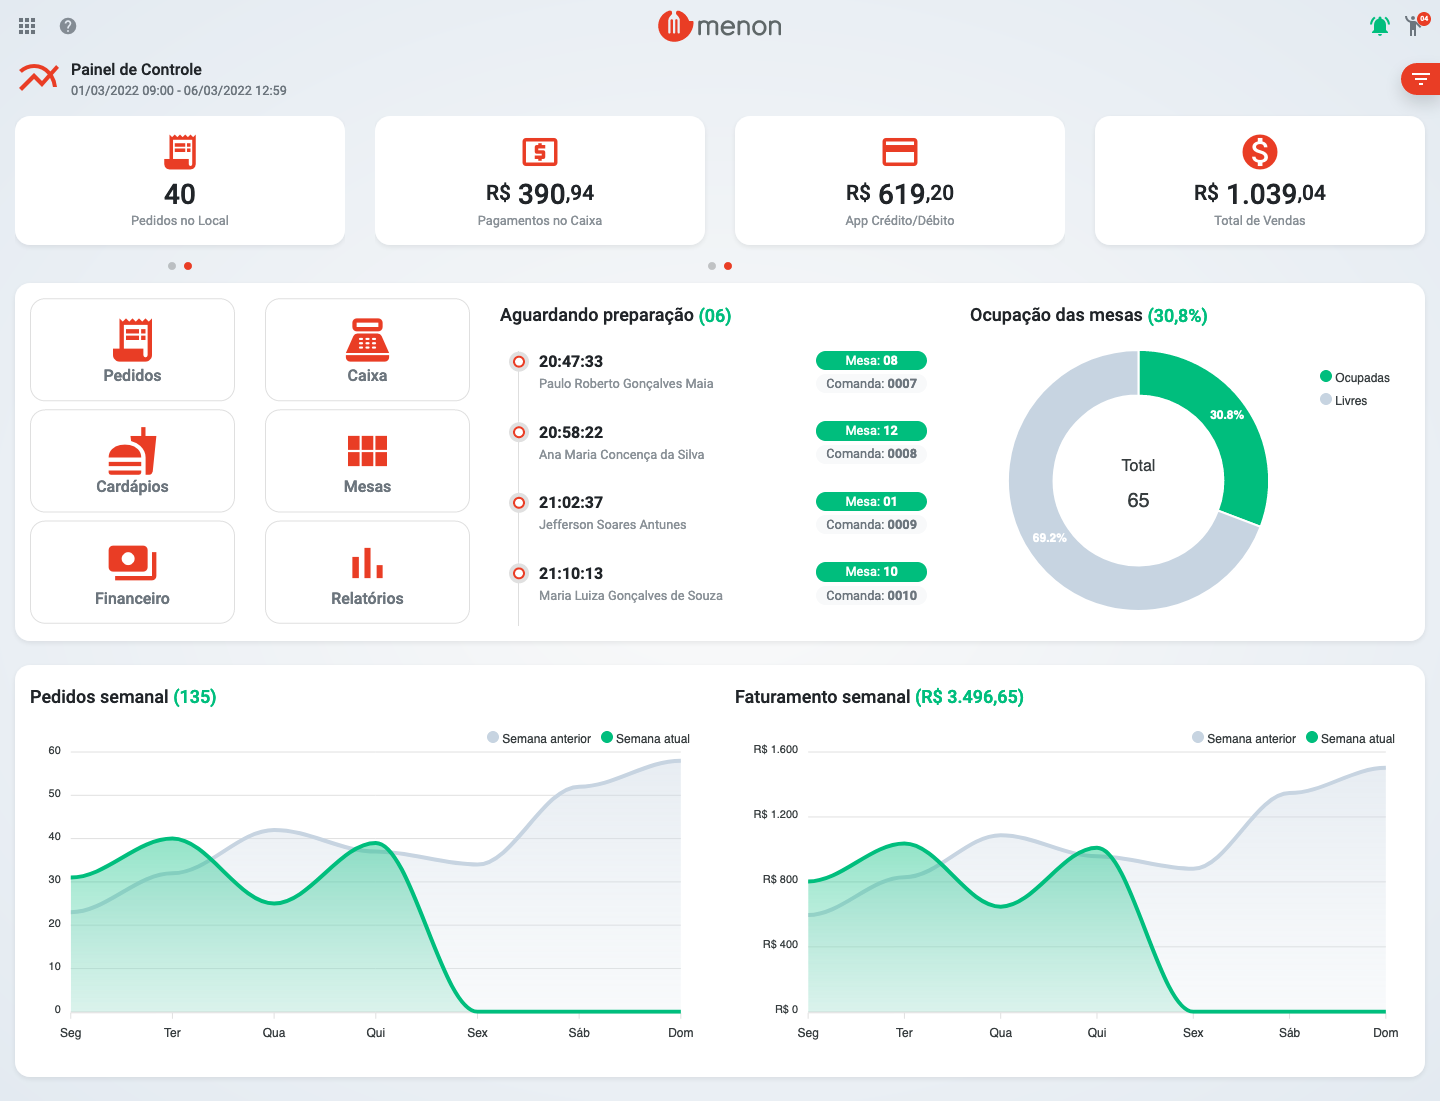 menon
04
Painel de Controle
01/03/2022 09:00 - 06/03/2022 12:59
40
Pedidos no Local
R$ 390,94
Pagamentos no Caixa
R$ 619,20
App Crédito/Débito
R$ 1.039,04
Total de Vendas
Pedidos
Caixa
Cardápios
Mesas
Financeiro
Relatórios
Aguardando preparação (06)
20:47:33
Paulo Roberto Gonçalves Maia
Mesa: 08
Comanda: 0007
20:58:22
Ana Maria Concença da Silva
Mesa: 12
Comanda: 0008
21:02:37
Jefferson Soares Antunes
Mesa: 01
Comanda: 0009
21:10:13
Maria Luiza Gonçalves de Souza
Mesa: 10
Comanda: 0010
Ocupação das mesas (30,8%)
Ocupadas
Livres
30.8%
69.2%
Total
65
Pedidos semanal (135)
Semana anterior
Semana atual
60
50
40
30
20
10
0
Seg
Ter
Qua
Qui
Sex
Sáb
Dom
Faturamento semanal (R$ 3.496,65)
Semana anterior
Semana atual
R$ 1.600
R$ 1.200
R$ 800
R$ 400
R$ 0
Seg
Ter
Qua
Qui
Sex
Sáb
Dom